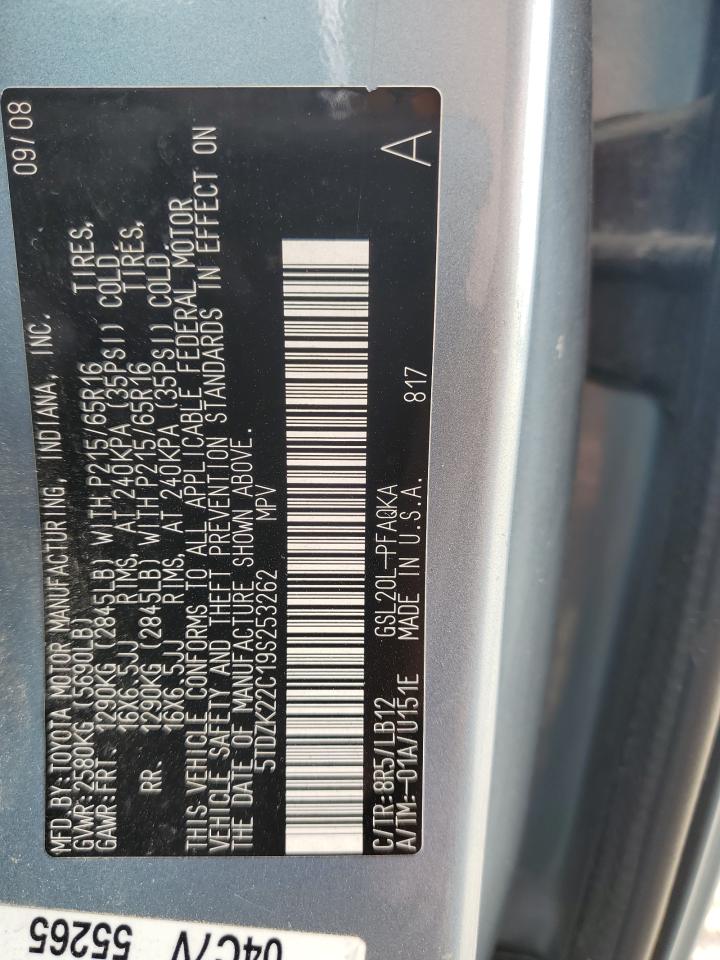 MFD.BY:TOYOTA MOTOR MANUFACTURING, INDIANA, INC. 09/08
GVWR:2580KG (5690LB)
GAWR:FRT. 1290KG (2845LB) WITH P215/65R16 TIRES,
16X6.5JJ RIMS, AT 240KPA (35PSI) COLD.
RR. 1290KG (2845LB) WITH P215/65R16 TIRES,
16X6.5JJ RIMS, AT 240KPA (35PSI) COLD.
THIS VEHICLE CONFORMS TO ALL APPLICABLE FEDERAL MOTOR
VEHICLE SAFETY AND THEFT PREVENTION STANDARDS IN EFFECT ON
THE DATE OF MANUFACTURE SHOWN ABOVE.
5TDZK22C19S253262 MPV
C/TR:8R5/LB12 GSL20L-PFAQKA
A/TM:-01A/U151E MADE IN U.S.A. 817 A
04C7V
55265